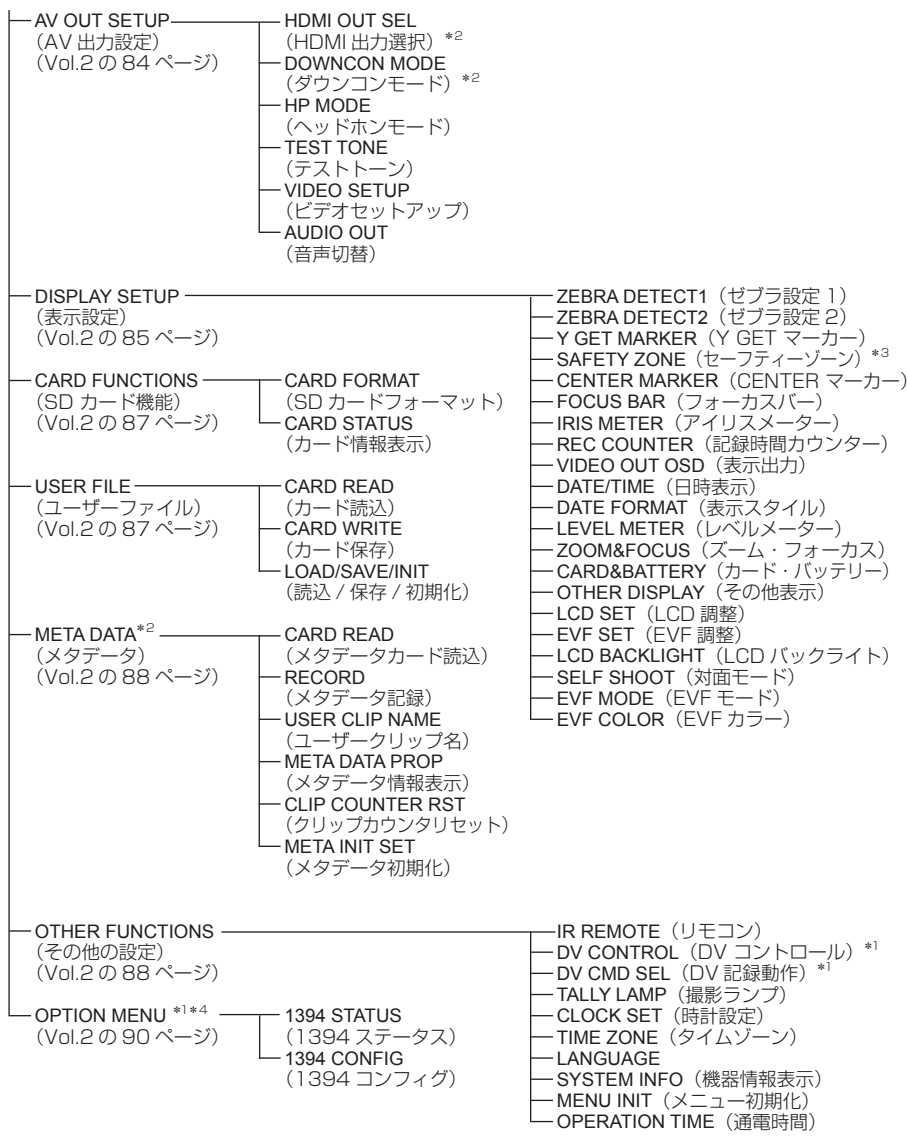 AV OUT SETUP
（AV 出力設定）
（Vol.2 の 84 ページ）
HDMI OUT SEL
（HDMI 出力選択）*2
DOWNCON MODE
（ダウンコンモード）*2
HP MODE
（ヘッドホンモード）
TEST TONE
（テストトーン）
VIDEO SETUP
（ビデオセットアップ）
AUDIO OUT
（音声切替）
DISPLAY SETUP
（表示設定）
（Vol.2 の 85 ページ）
ZEBRA DETECT1（ゼブラ設定 1）
ZEBRA DETECT2（ゼブラ設定 2）
Y GET MARKER（Y GET マーカー）
SAFETY ZONE（セーフティーゾーン）*3
CENTER MARKER（CENTER マーカー）
FOCUS BAR（フォーカスバー）
IRIS METER（アイリスメーター）
REC COUNTER（記録時間カウンター）
VIDEO OUT OSD（表示出力）
DATE/TIME（日時表示）
DATE FORMAT（表示スタイル）
LEVEL METER（レベルメーター）
ZOOM&FOCUS（ズーム・フォーカス）
CARD&BATTERY（カード・バッテリー）
OTHER DISPLAY（その他表示）
LCD SET（LCD 調整）
EVF SET（EVF 調整）
LCD BACKLIGHT（LCD バックライト）
SELF SHOOT（対面モード）
EVF MODE（EVF モード）
EVF COLOR（EVF カラー）
CARD FUNCTIONS
（SD カード機能）
（Vol.2 の 87 ページ）
CARD FORMAT
（SD カードフォーマット）
CARD STATUS
（カード情報表示）
USER FILE
（ユーザーファイル）
（Vol.2 の 87 ページ）
CARD READ
（カード読込）
CARD WRITE
（カード保存）
LOAD/SAVE/INIT
（読込 / 保存 / 初期化）
META DATA*2
（メタデータ）
（Vol.2 の 88 ページ）
CARD READ
（メタデータカード読込）
RECORD
（メタデータ記録）
USER CLIP NAME
（ユーザークリップ名）
META DATA PROP
（メタデータ情報表示）
CLIP COUNTER RST
（クリップカウンタリセット）
META INIT SET
（メタデータ初期化）
OTHER FUNCTIONS
（その他の設定）
（Vol.2 の 88 ページ）
IR REMOTE（リモコン）
DV CONTROL（DV コントロール）*1
DV CMD SEL（DV 記録動作）*1
TALLY LAMP（撮影ランプ）
CLOCK SET（時計設定）
TIME ZONE（タイムゾーン）
LANGUAGE
SYSTEM INFO（機器情報表示）
MENU INIT（メニュー初期化）
OPERATION TIME（通電時間）
OPTION MENU *1*4
（Vol.2 の 90 ページ）
1394 STATUS
（1394 ステータス）
1394 CONFIG
（1394 コンフィグ）